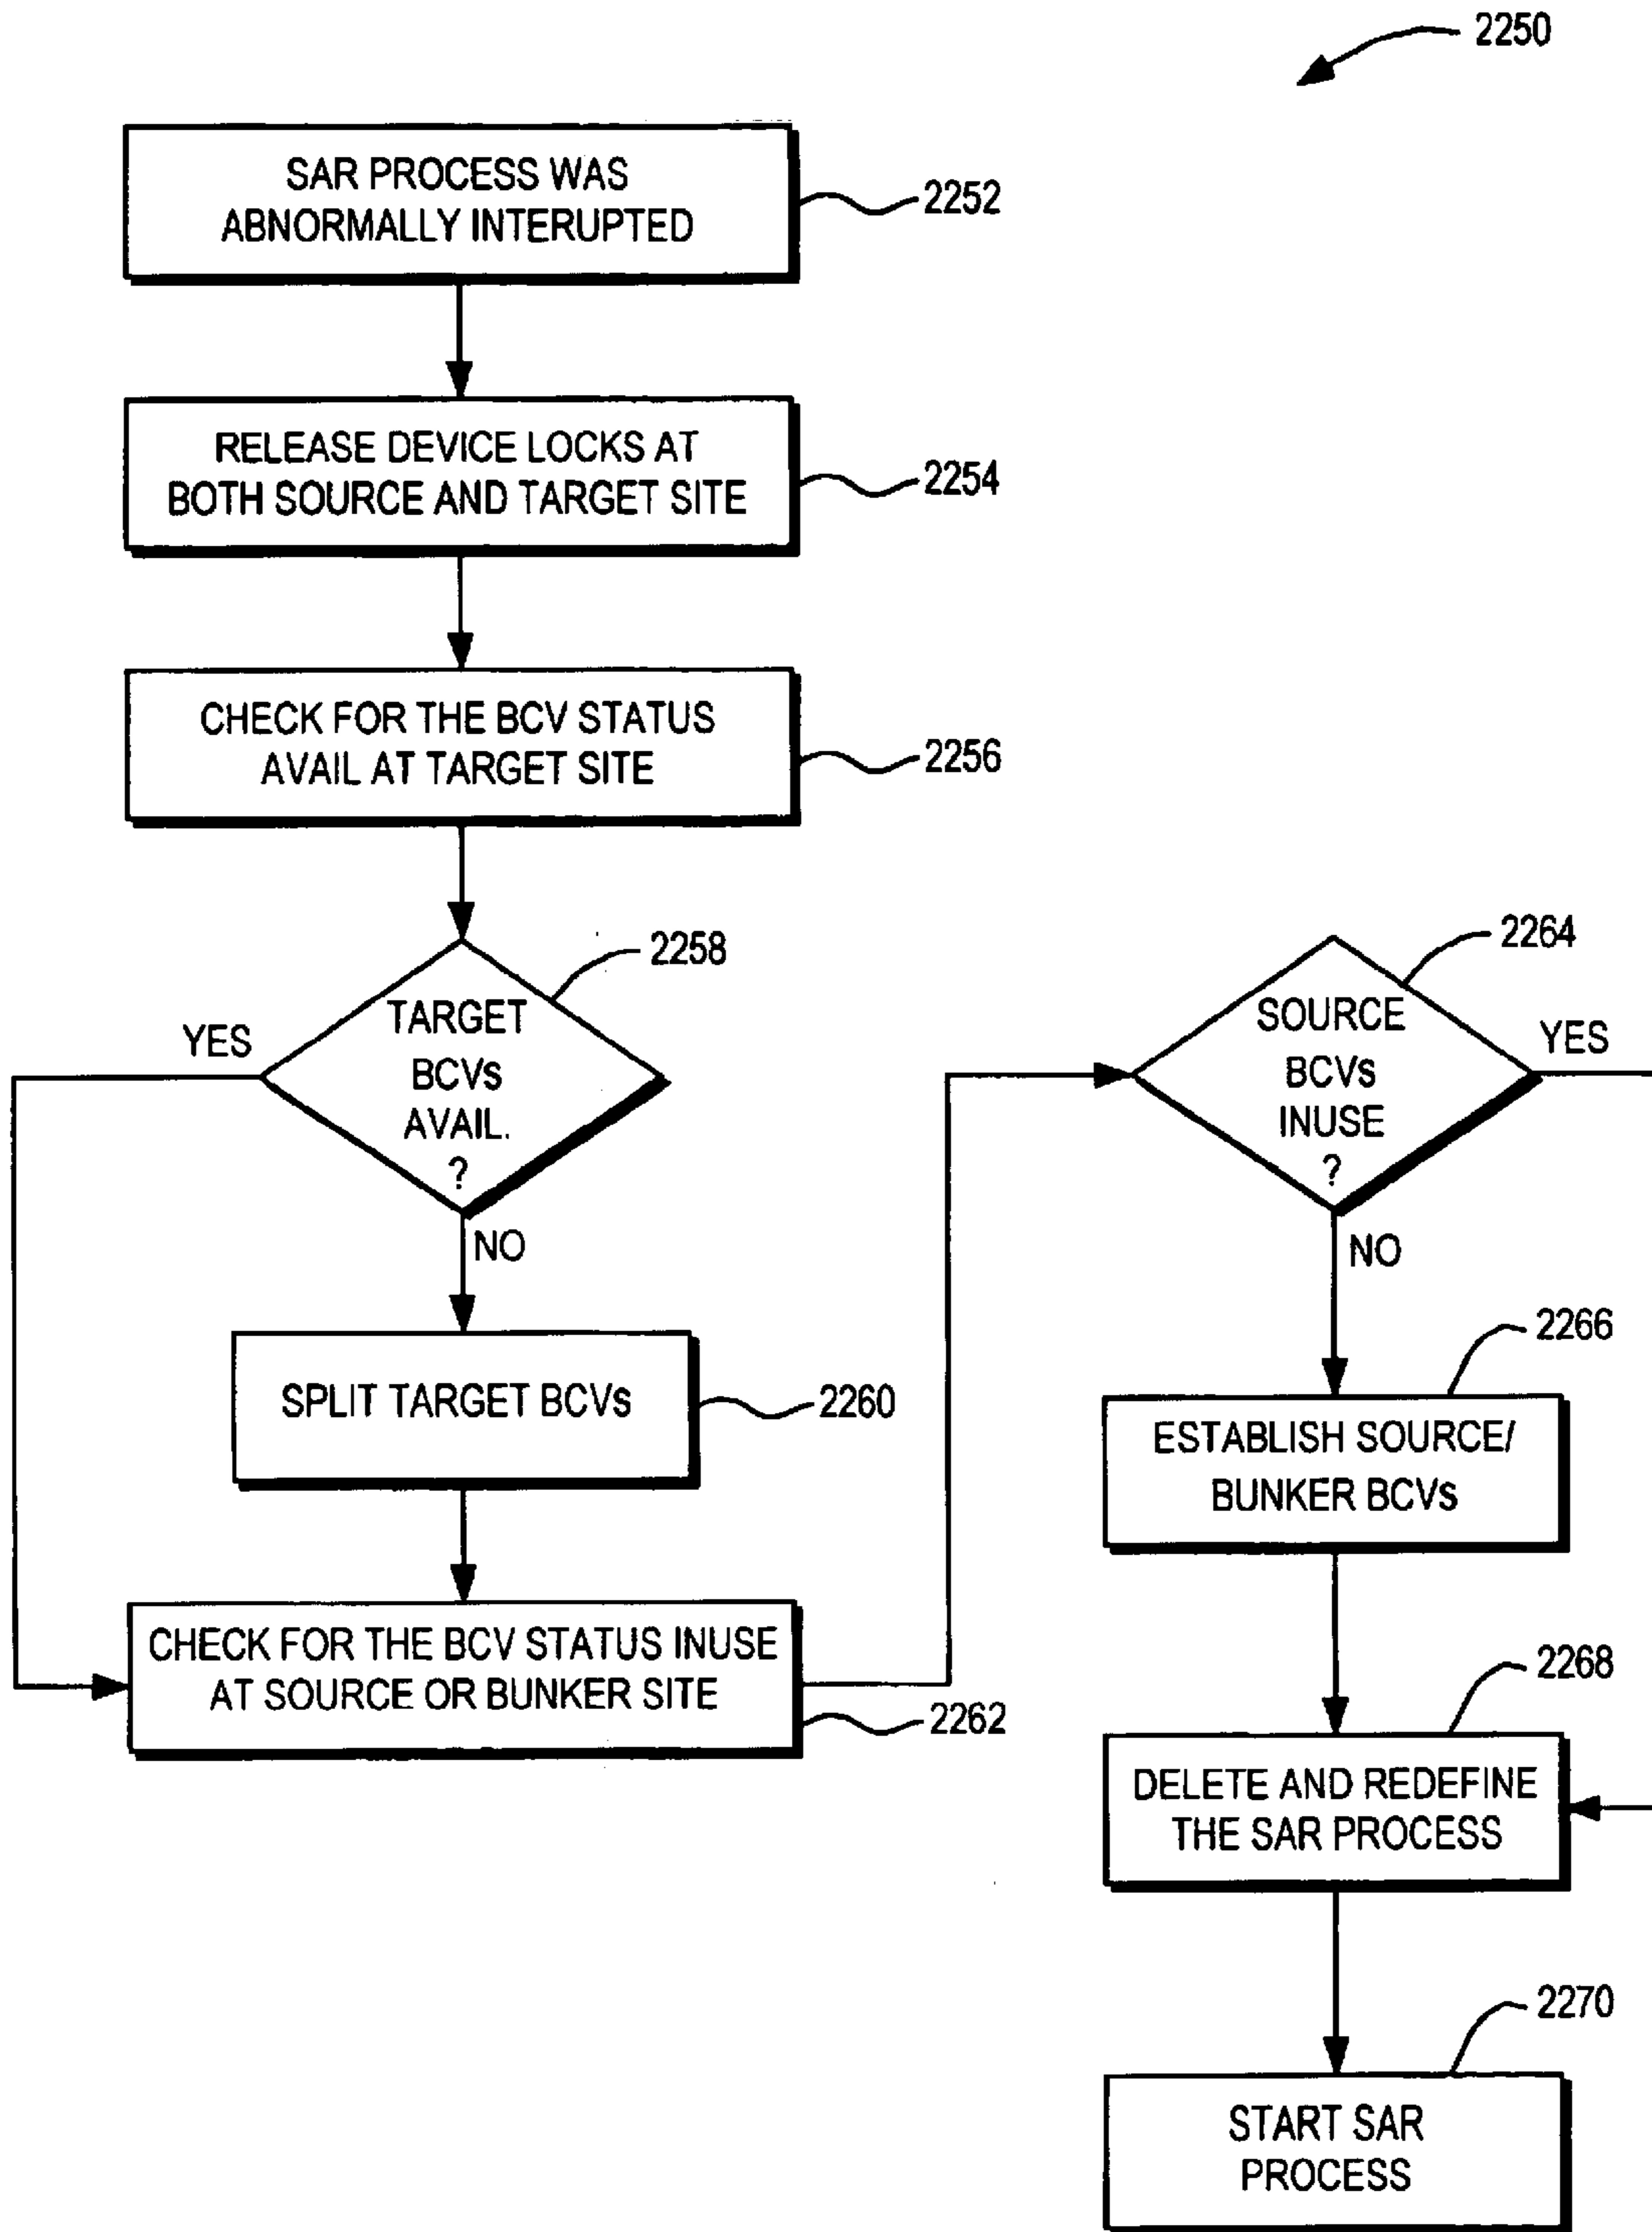 2250
SAR PROCESS WAS
ABNORMALLY INTERUPTED
2252
RELEASE DEVICE LOCKS AT
BOTH SOURCE AND TARGET SITE
2254
CHECK FOR THE BCV STATUS
AVAIL AT TARGET SITE
2256
2258
TARGET
BCVs
AVAIL.
?
YES
NO
SPLIT TARGET BCVs
2260
CHECK FOR THE BCV STATUS INUSE
AT SOURCE OR BUNKER SITE
2262
2264
SOURCE
BCVs
INUSE
?
YES
NO
2266
ESTABLISH SOURCE/
BUNKER BCVs
2268
DELETE AND REDEFINE
THE SAR PROCESS
2270
START SAR
PROCESS